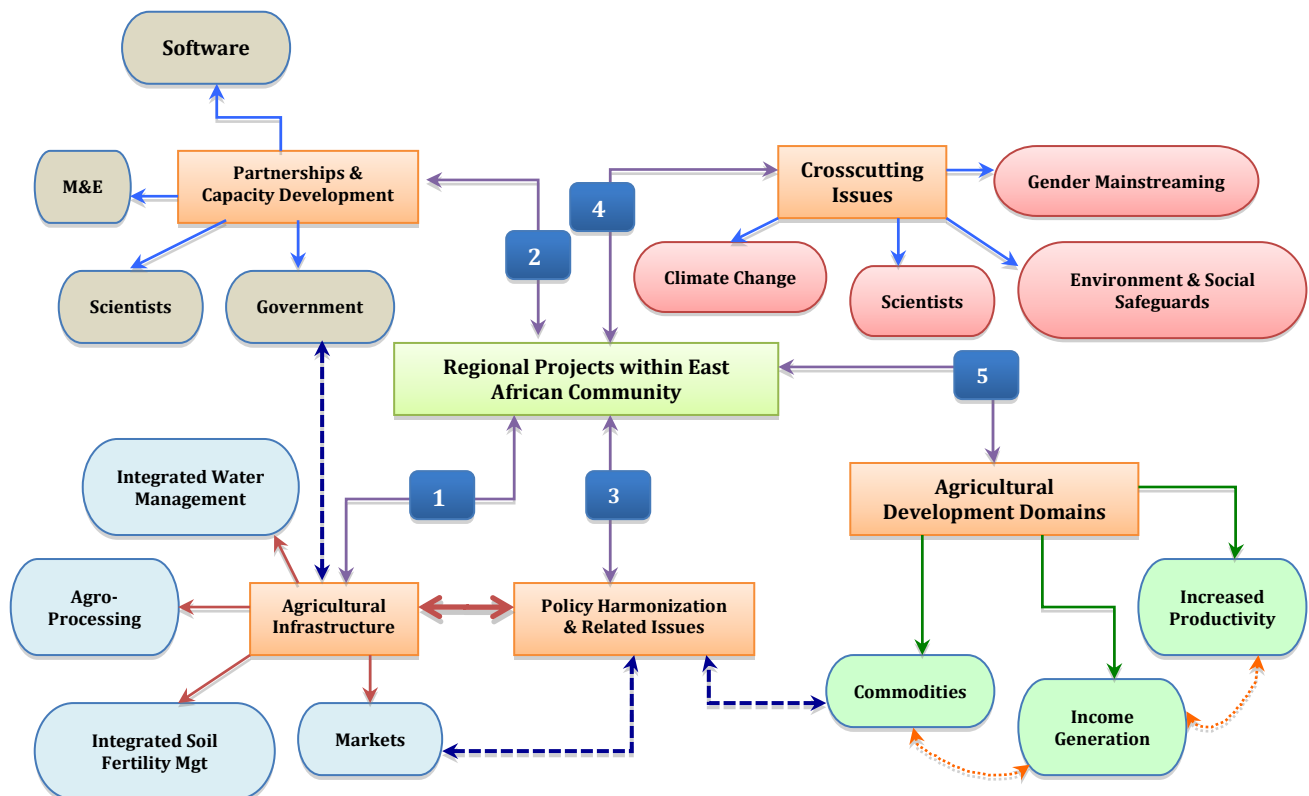 Software
Partnerships &
Capacity Development
M&E
Scientists
Government
2
4
Crosscutting
Issues
Gender Mainstreaming
Climate Change
Scientists
Environment & Social
Safeguards
Regional Projects within East
African Community
5
1
3
Integrated Water
Management
Agro-
Processing
Agricultural
Infrastructure
Integrated Soil
Fertility Mgt
Markets
Policy Harmonization
& Related Issues
Agricultural
Development Domains
Increased
Productivity
Commodities
Income
Generation